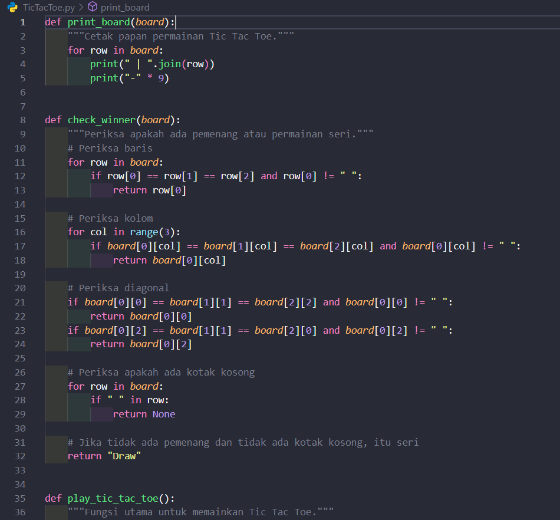 TicTacToe.py > print_board
1 def print_board(board):
2     """Cetak papan permainan Tic Tac Toe."""
3     for row in board:
4         print(" | ".join(row))
5         print("-" * 9)
6
7
8 def check_winner(board):
9     """Periksa apakah ada pemenang atau permainan seri."""
10     # Periksa baris
11     for row in board:
12         if row[0] == row[1] == row[2] and row[0] != " ":
13             return row[0]
14
15     # Periksa kolom
16     for col in range(3):
17         if board[0][col] == board[1][col] == board[2][col] and board[0][col] != " ":
18             return board[0][col]
19
20     # Periksa diagonal
21     if board[0][0] == board[1][1] == board[2][2] and board[0][0] != " ":
22         return board[0][0]
23     if board[0][2] == board[1][1] == board[2][0] and board[0][2] != " ":
24         return board[0][2]
25
26     # Periksa apakah ada kotak kosong
27     for row in board:
28         if " " in row:
29             return None
30
31     # Jika tidak ada pemenang dan tidak ada kotak kosong, itu seri
32     return "Draw"
33
34
35 def play_tic_tac_toe():
36     """Fungsi utama untuk memainkan Tic Tac Toe."""